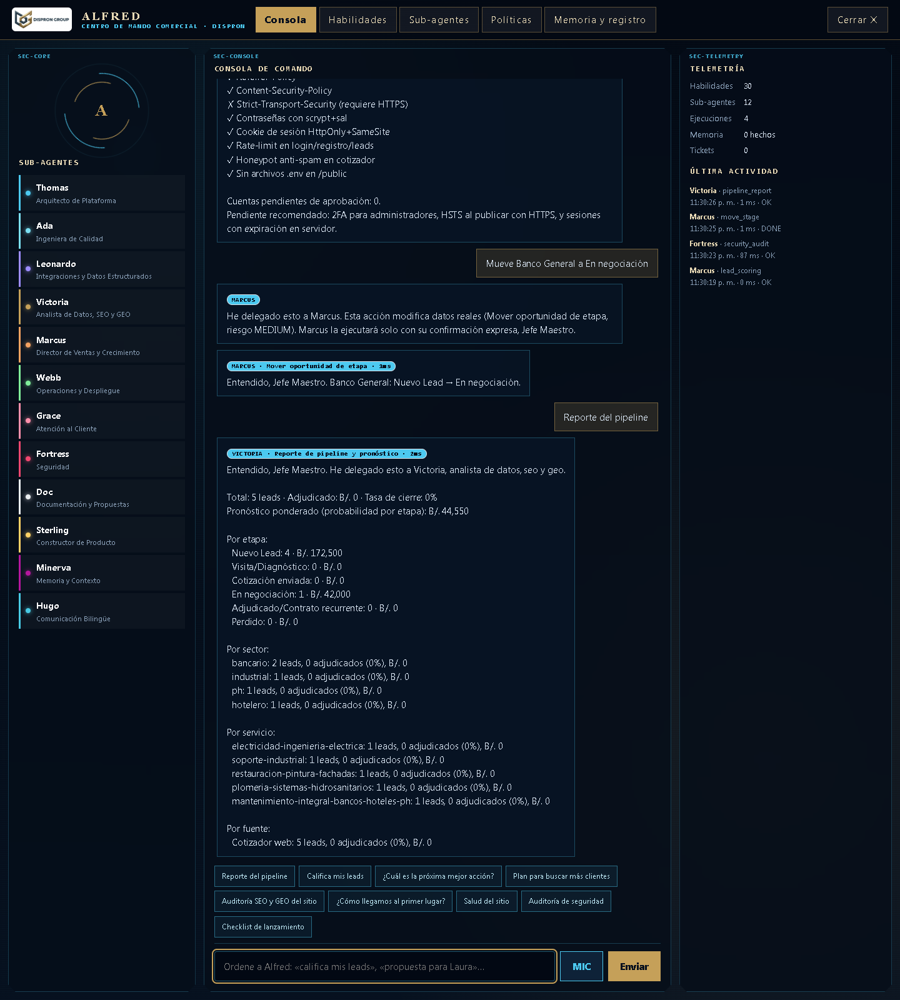 DISPRON GROUP
ALFRED
CENTRO DE MANDO COMERCIAL · DISPRON
Consola
Habilidades
Sub-agentes
Políticas
Memoria y registro
Cerrar ✕
SEC-CORE
A
SUB-AGENTES
Thomas
Arquitecto de Plataforma
Ada
Ingeniera de Calidad
Leonardo
Integraciones y Datos Estructurados
Victoria
Analista de Datos, SEO y GEO
Marcus
Director de Ventas y Crecimiento
Webb
Operaciones y Despliegue
Grace
Atención al Cliente
Fortress
Seguridad
Doc
Documentación y Propuestas
Sterling
Constructor de Producto
Minerva
Memoria y Contexto
Hugo
Comunicación Bilingüe
SEC-CONSOLE
CONSOLA DE COMANDO
✓ Content-Security-Policy
✗ Strict-Transport-Security (requiere HTTPS)
✓ Contraseñas con scrypt+sal
✓ Cookie de sesión HttpOnly+SameSite
✓ Rate-limit en login/registro/leads
✓ Honeypot anti-spam en cotizador
✓ Sin archivos .env en /public
Cuentas pendientes de aprobación: 0.
Pendiente recomendado: 2FA para administradores, HSTS al publicar con HTTPS, y sesiones
con expiración en servidor.
Mueve Banco General a En negociación
MARCUS
He delegado esto a Marcus. Esta acción modifica datos reales (Mover oportunidad de etapa,
riesgo MEDIUM). Marcus la ejecutará solo con su confirmación expresa, Jefe Maestro.
MARCUS · Mover oportunidad de etapa · 1ms
Entendido, Jefe Maestro. Banco General: Nuevo Lead → En negociación.
Reporte del pipeline
VICTORIA · Reporte de pipeline y pronóstico · 2ms
Entendido, Jefe Maestro. He delegado esto a Victoria, analista de datos, seo y geo.
Total: 5 leads · Adjudicado: B/. 0 · Tasa de cierre: 0%
Pronóstico ponderado (probabilidad por etapa): B/. 44,550
Por etapa:
Nuevo Lead: 4 · B/. 172,500
Visita/Diagnóstico: 0 · B/. 0
Cotización enviada: 0 · B/. 0
En negociación: 1 · B/. 42,000
Adjudicado/Contrato recurrente: 0 · B/. 0
Perdido: 0 · B/. 0
Por sector:
bancario: 2 leads, 0 adjudicados (0%), B/. 0
industrial: 1 leads, 0 adjudicados (0%), B/. 0
ph: 1 leads, 0 adjudicados (0%), B/. 0
hotelero: 1 leads, 0 adjudicados (0%), B/. 0
Por servicio:
electricidad-ingenieria-electrica: 1 leads, 0 adjudicados (0%), B/. 0
soporte-industrial: 1 leads, 0 adjudicados (0%), B/. 0
restauracion-pintura-fachadas: 1 leads, 0 adjudicados (0%), B/. 0
plomeria-sistemas-hidrosanitarios: 1 leads, 0 adjudicados (0%), B/. 0
mantenimiento-integral-bancos-hoteles-ph: 1 leads, 0 adjudicados (0%), B/. 0
Por fuente:
Cotizador web: 5 leads, 0 adjudicados (0%), B/. 0
Reporte del pipeline
Califica mis leads
¿Cuál es la próxima mejor acción?
Plan para buscar más clientes
Auditoría SEO y GEO del sitio
¿Cómo llegamos al primer lugar?
Salud del sitio
Auditoría de seguridad
Checklist de lanzamiento
Ordene a Alfred: «califica mis leads», «propuesta para Laura»...
MIC
Enviar
SEC-TELEMETRY
TELEMETRÍA
Habilidades 30
Sub-agentes 12
Ejecuciones 4
Memoria 0 hechos
Tickets 0
ÚLTIMA ACTIVIDAD
Victoria · pipeline_report
11:30:26 p. m. · 1 ms · OK
Marcus · move_stage
11:30:25 p. m. · 1 ms · DONE
Fortress · security_audit
11:30:23 p. m. · 87 ms · OK
Marcus · lead_scoring
11:30:19 p. m. · 0 ms · OK